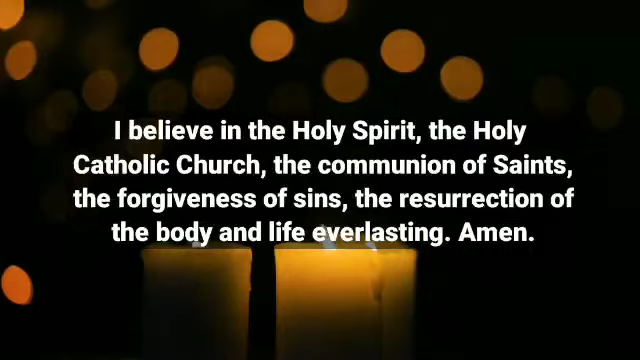 I believe in the Holy Spirit, the Holy
Catholic Church, the communion of Saints,
the forgiveness of sins, the resurrection of
the body and life everlasting. Amen.